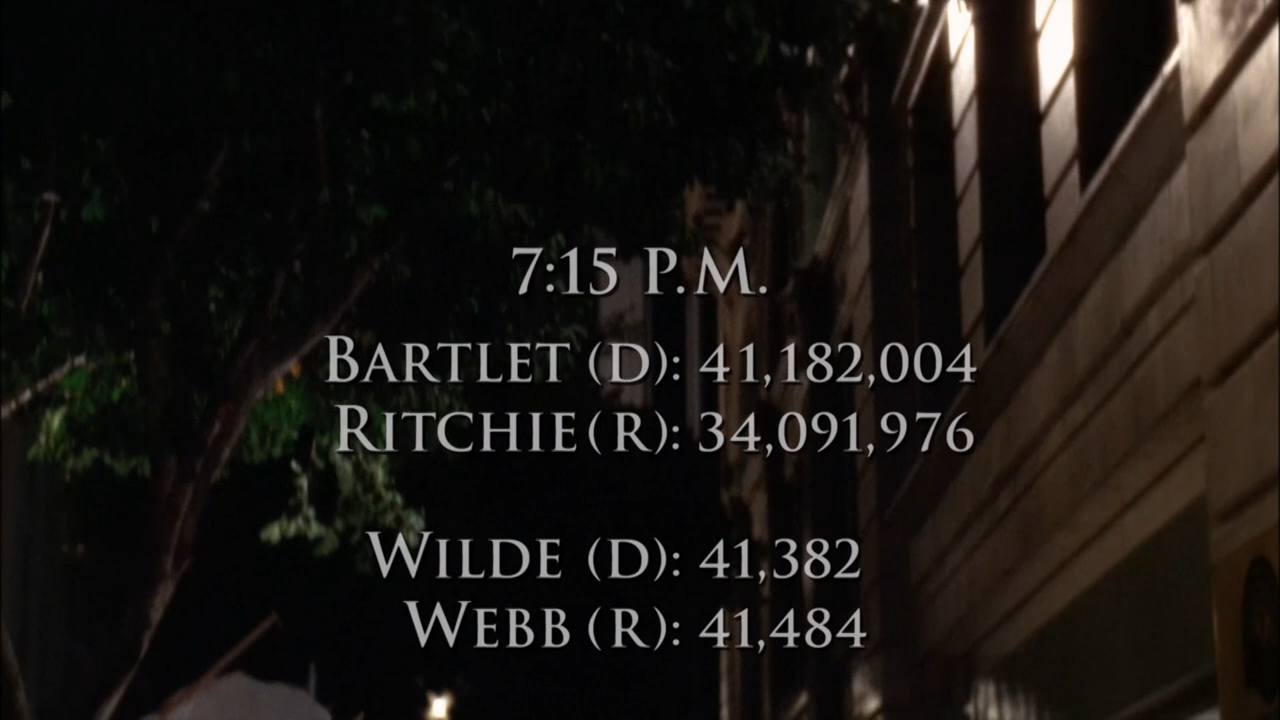 7:15 P.M.
BARTLET (D): 41,182,004
RITCHIE (R): 34,091,976
WILDE (D): 41,382
WEBB (R): 41,484